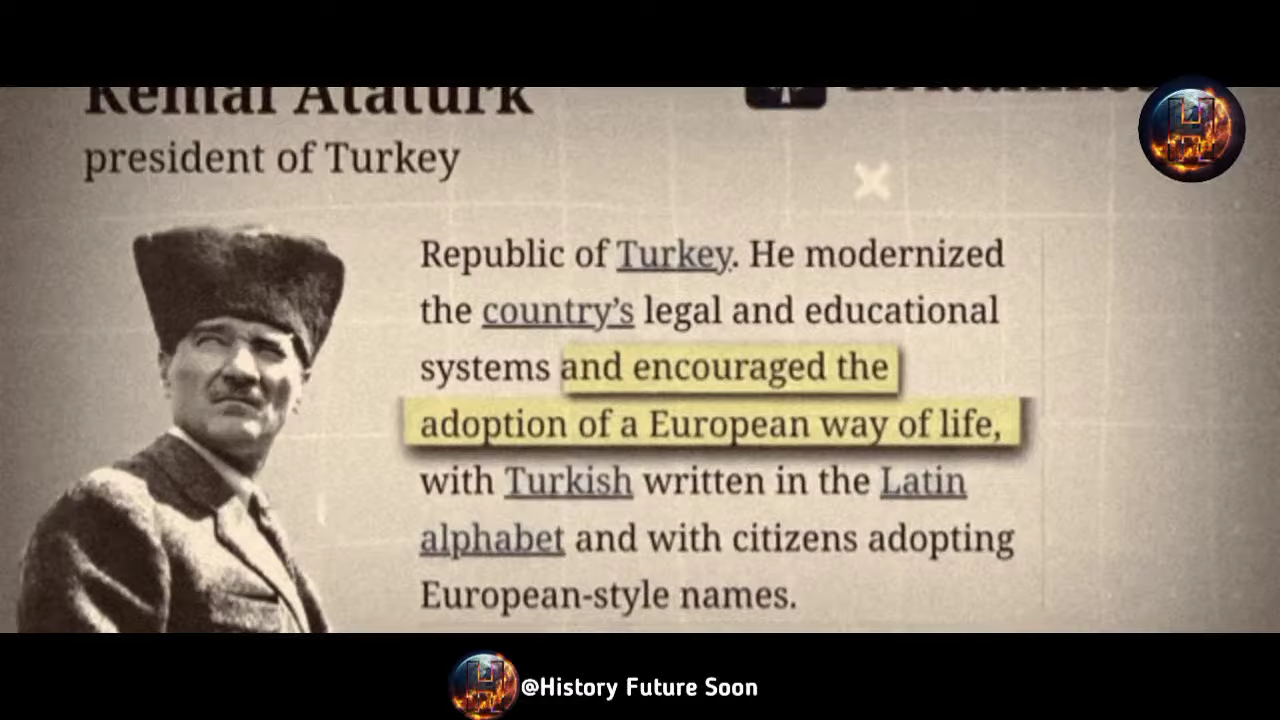 Kemal Atatürk
president of Turkey
Republic of Turkey. He modernized
the country's legal and educational
systems and encouraged the
adoption of a European way of life,
with Turkish written in the Latin
alphabet and with citizens adopting
European-style names.
@History Future Soon